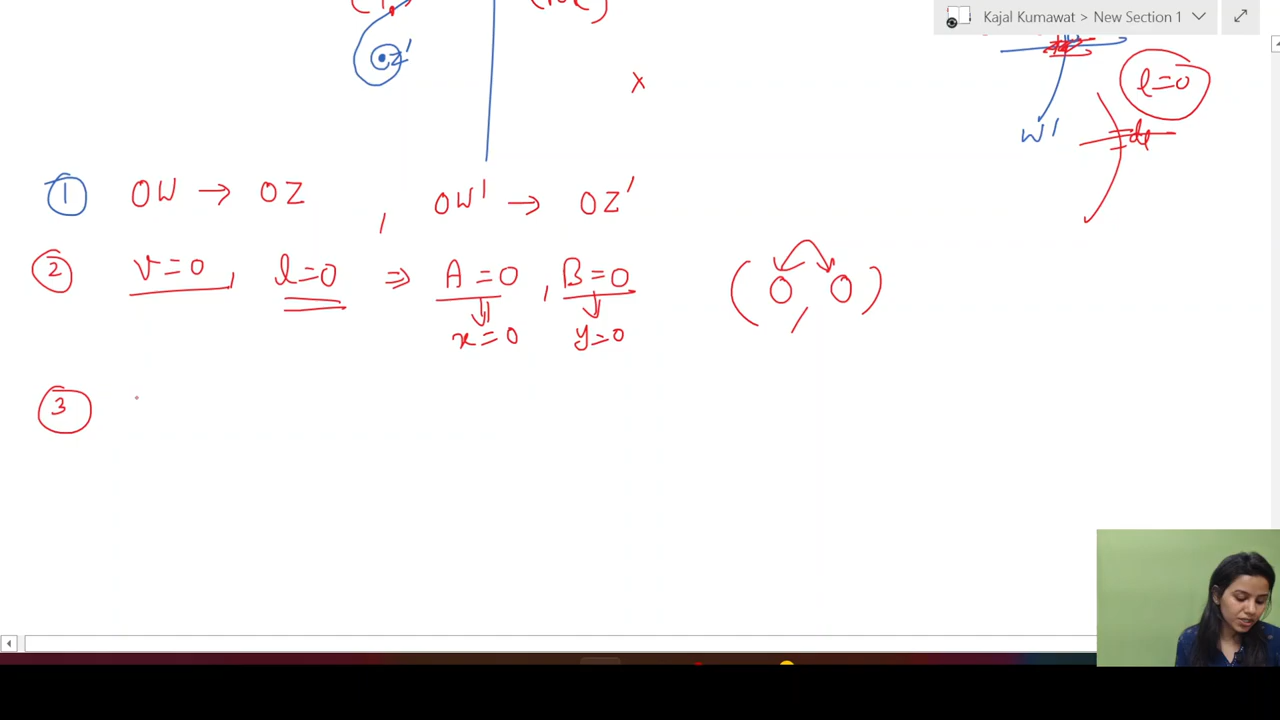 Kajal Kumawat > New Section 1
z'
x
l=0
w'
dl
① OW → OZ , OW' → OZ'
② v=0, l=0 ⇒ A=0, B=0 (0, 0)
x=0 y=0
③